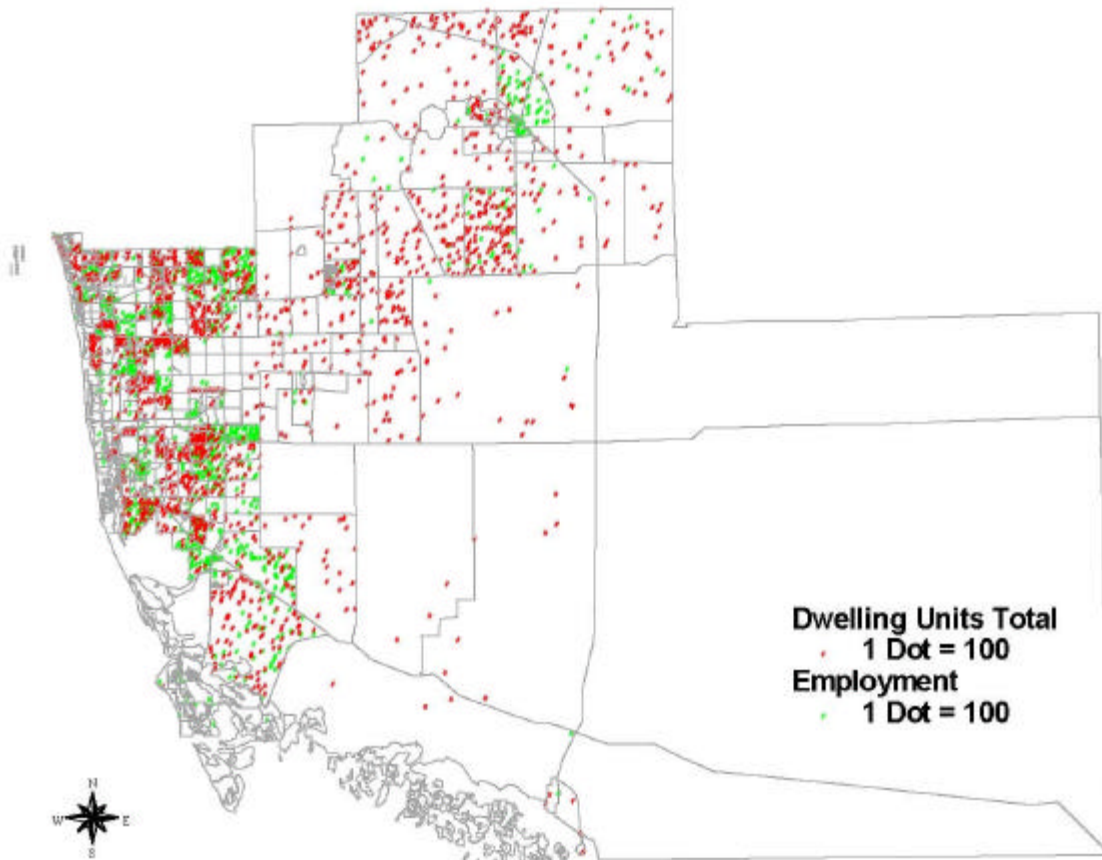 Dwelling Units Total
1 Dot = 100
Employment
1 Dot = 100
N
W E
S